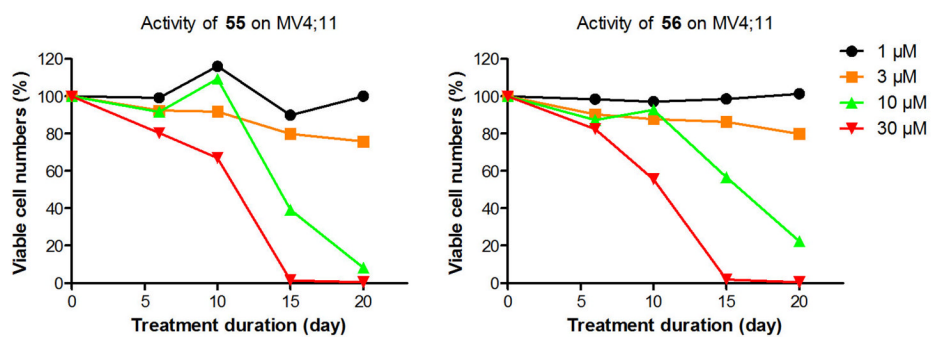 Activity of 55 on MV4;11
Viable cell numbers (%)
120
100
80
60
40
20
0
0 5 10 15 20
Treatment duration (day)
Activity of 56 on MV4;11
Viable cell numbers (%)
120
100
80
60
40
20
0
0 5 10 15 20
Treatment duration (day)
1 µM
3 µM
10 µM
30 µM